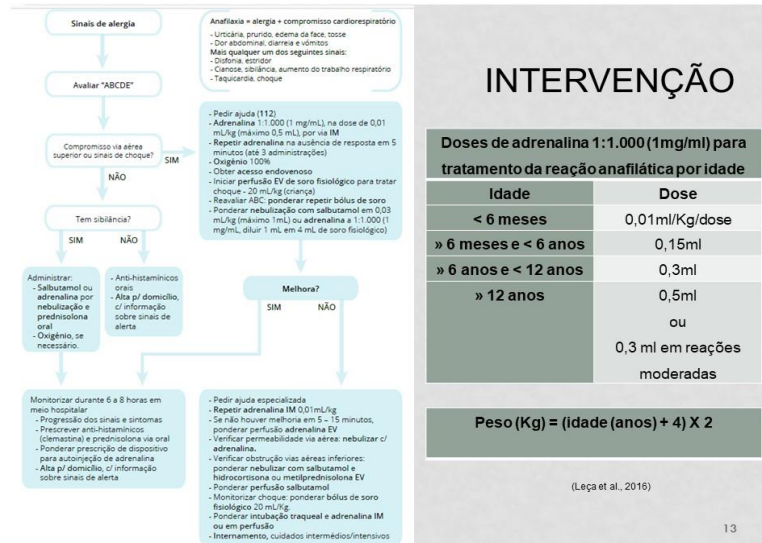 Sinais de alergia
Anafilaxia = alergia + compromisso cardiorespiratório
- Urticária, prurido, edema da face, tosse
- Dor abdominal, diarreia e vómitos
Mais qualquer um dos seguintes sinais:
- Disfonia, estridor
- Cianose, sibilância, aumento do trabalho respiratório
- Taquicardia, choque
Avaliar “ABCDE”
Compromisso via aérea
superior ou sinais de choque?
SIM
NÃO
- Pedir ajuda (112)
- Adrenalina 1:1.000 (1 mg/mL), na dose de 0,01
mL/kg (máximo 0,5 mL), por via IM
- Repetir adrenalina na ausência de resposta em 5
minutos (até 3 administrações)
- Oxigénio 100%
- Obter acesso endovenoso
- Iniciar perfusão EV de soro fisiológico para tratar
choque - 20 mL/kg (criança)
- Reavaliar ABC: ponderar repetir bólus de soro
- Ponderar nebulização com salbutamol em 0,03
mL/kg (máximo 1mL) ou adrenalina a 1:1.000 (1
mg/mL, diluir 1 mL em 4 mL de soro fisiológico)
Tem sibilância?
SIM
NÃO
Administrar:
- Salbutamol ou
adrenalina por
nebulização e
prednisolona
oral
- Oxigénio, se
necessário.
- Anti-histamínicos
orais
- Alta p/ domicílio,
c/ informação
sobre sinais de
alerta
Melhora?
SIM
NÃO
Monitorizar durante 6 a 8 horas em
meio hospitalar
- Progressão dos sinais e sintomas
- Prescrever anti-histamínicos
(clemastina) e prednisolona via oral
- Ponderar prescrição de dispositivo
para autoinjeção de adrenalina
- Alta p/ domicílio, c/ informação
sobre sinais de alerta
- Pedir ajuda especializada
- Repetir adrenalina IM 0,01mL/kg
- Se não houver melhoria em 5 – 15 minutos,
ponderar perfusão adrenalina EV
- Verificar permeabilidade via aérea: nebulizar c/
adrenalina.
- Verificar obstrução vias aéreas inferiores:
ponderar nebulizar com salbutamol e
hidrocortisona ou metilprednisolona EV
- Ponderar perfusão salbutamol
- Monitorizar choque: ponderar bólus de soro
fisiológico 20 mL/Kg.
- Ponderar intubação traqueal e adrenalina IM
ou em perfusão
- Internamento, cuidados intermédios/intensivos
INTERVENÇÃO
Doses de adrenalina 1:1.000 (1mg/ml) para
tratamento da reação anafilática por idade
Idade Dose
< 6 meses 0,01ml/Kg/dose
» 6 meses e < 6 anos 0,15ml
» 6 anos e < 12 anos 0,3ml
» 12 anos 0,5ml
ou
0,3 ml em reações
moderadas
Peso (Kg) = (idade (anos) + 4) X 2
(Leça et al., 2016)
13